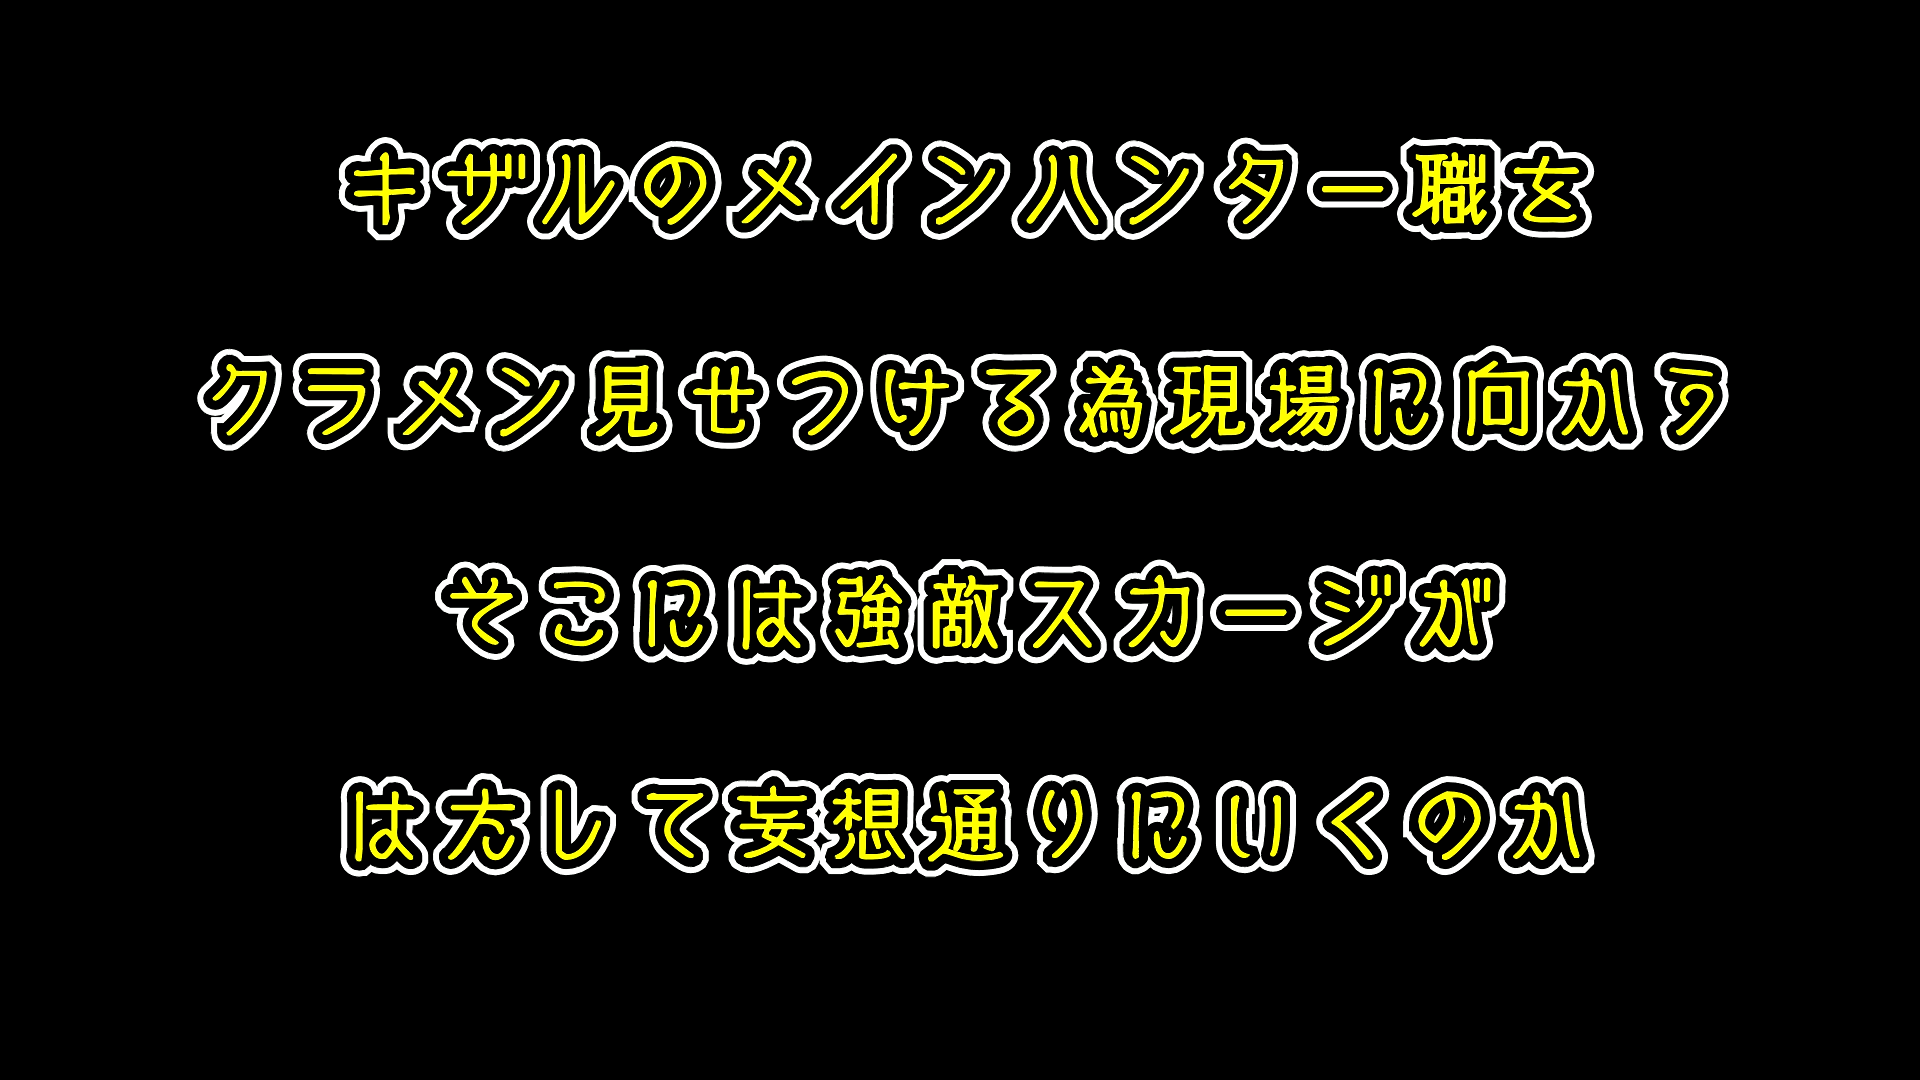 キザルのメインハンター職を
クラメン見せつける為現場に向かう
そこには強敵スカージが
はたして妄想通りにいくのか